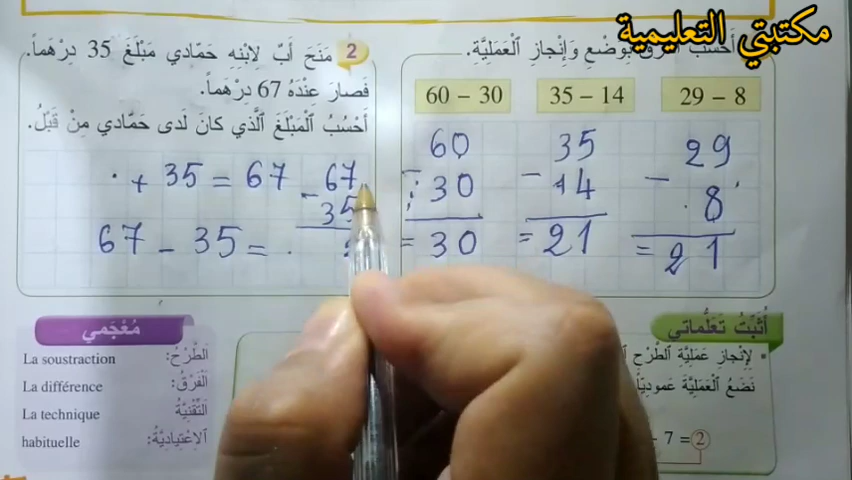 مكتبتي التعليمية
أَحْسُبُ الْفَرْقَ بِوَضْعِ وَإِنْجازِ الْعَمَلِيَّةِ.
29 – 8
35 – 14
60 – 30
29
- 8
= 21
35
- 14
= 21
60
- 30
= 30
2 مَنَحَ أَبٌ لِابْنِهِ حَمّادي مَبْلَغَ 35 دِرْهَماً.
فَصارَ عِنْدَهُ 67 دِرْهَماً.
أَحْسُبُ الْمَبْلَغَ الَّذي كانَ لَدى حَمّادي مِنْ قَبْلُ.
. + 35 = 67
67 - 35 = .
67
- 35
أُثَبِّتُ تَعَلُّماتي
• لِإِنْجازِ عَمَلِيَّةِ الطَّرْحِ
نَضَعُ الْعَمَلِيَّةَ عَمودِيّاً
- 7 = 2
مُعْجَمي
الطَّرْحُ: La soustraction
الْفَرْقُ: La différence
التِّقْنِيَّةُ La technique
الاِعْتِيادِيَّةُ: habituelle